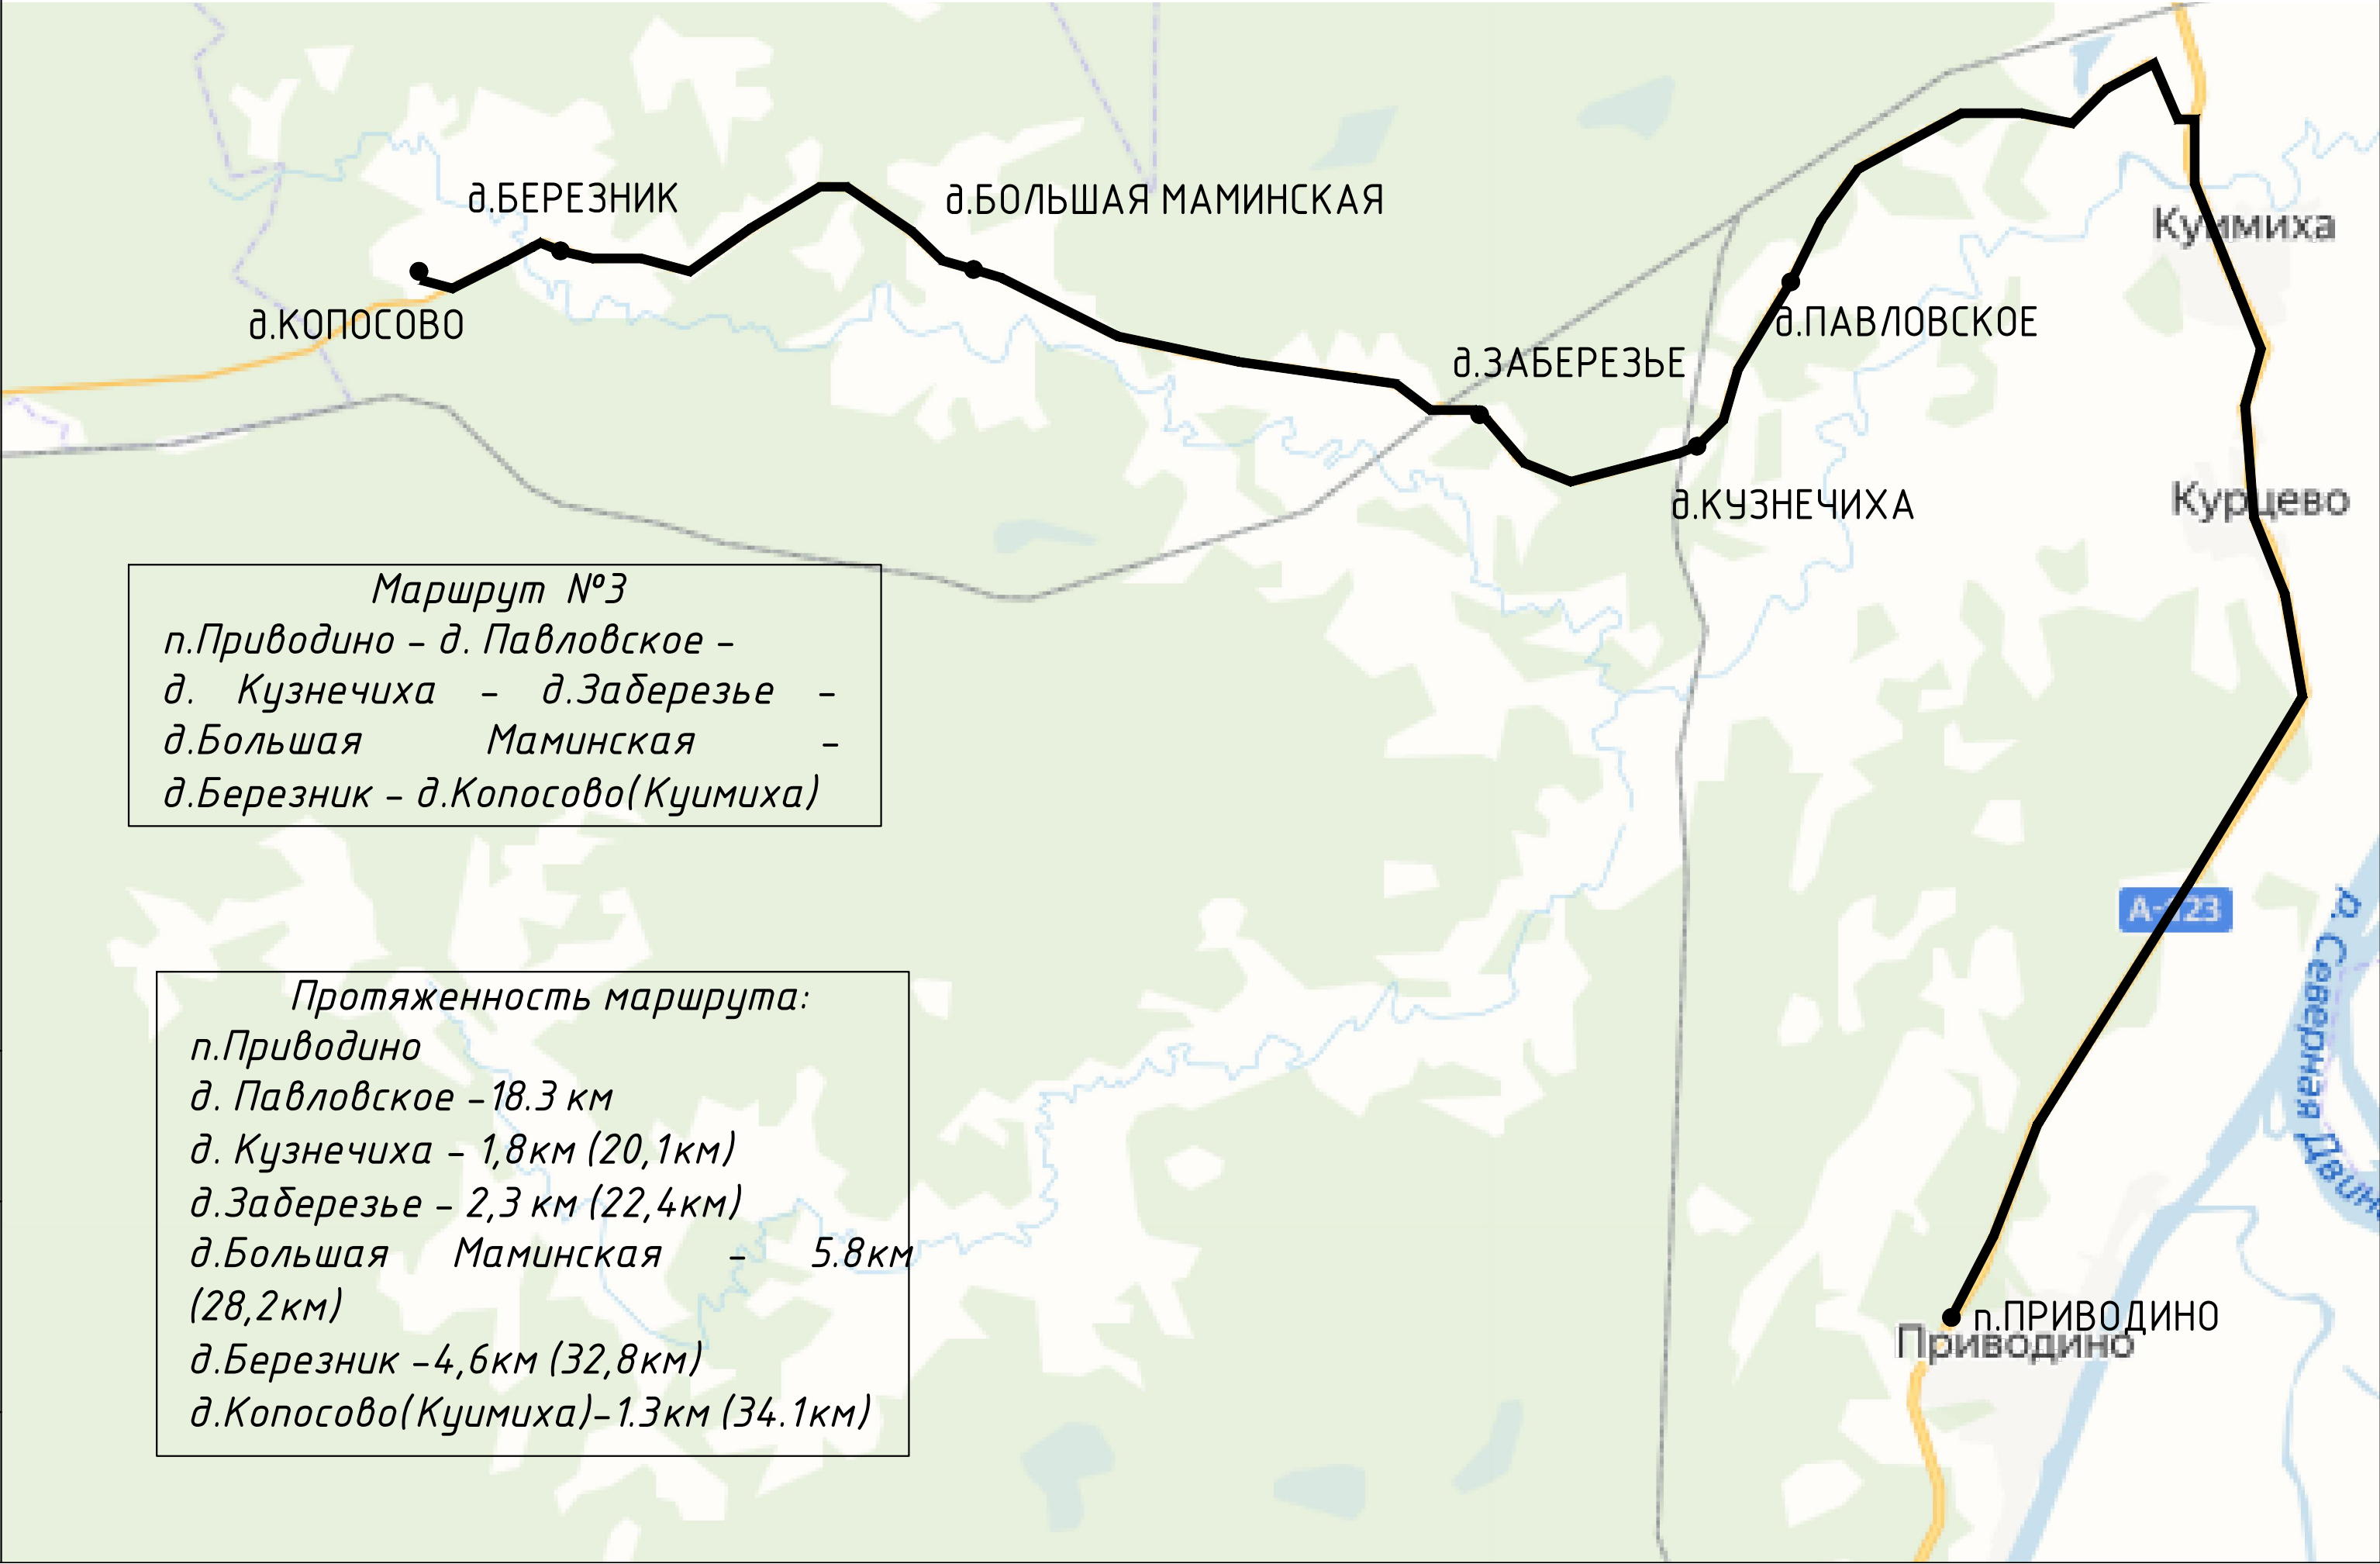 д.БЕРЕЗНИК
д.БОЛЬШАЯ МАМИНСКАЯ
Куимиха
д.КОПОСОВО
д.ПАВЛОВСКОЕ
д.ЗАБЕРЕЗЬЕ
д.КУЗНЕЧИХА
Курцево
Маршрут №3
п.Приводино – д. Павловское –
д. Кузнечиха – д.Заберезье –
д.Большая Маминская –
д.Березник – д.Копосово(Куимиха)
А-123
р. Северная Двина
Протяженность маршрута:
п.Приводино
д. Павловское –18.3 км
д. Кузнечиха – 1,8км (20,1км)
д.Заберезье – 2,3 км (22,4км)
д.Большая Маминская – 5.8км
(28,2км)
д.Березник –4,6км (32,8км)
д.Копосово(Куимиха)–1.3км (34.1км)
п.ПРИВОДИНО
Приводино